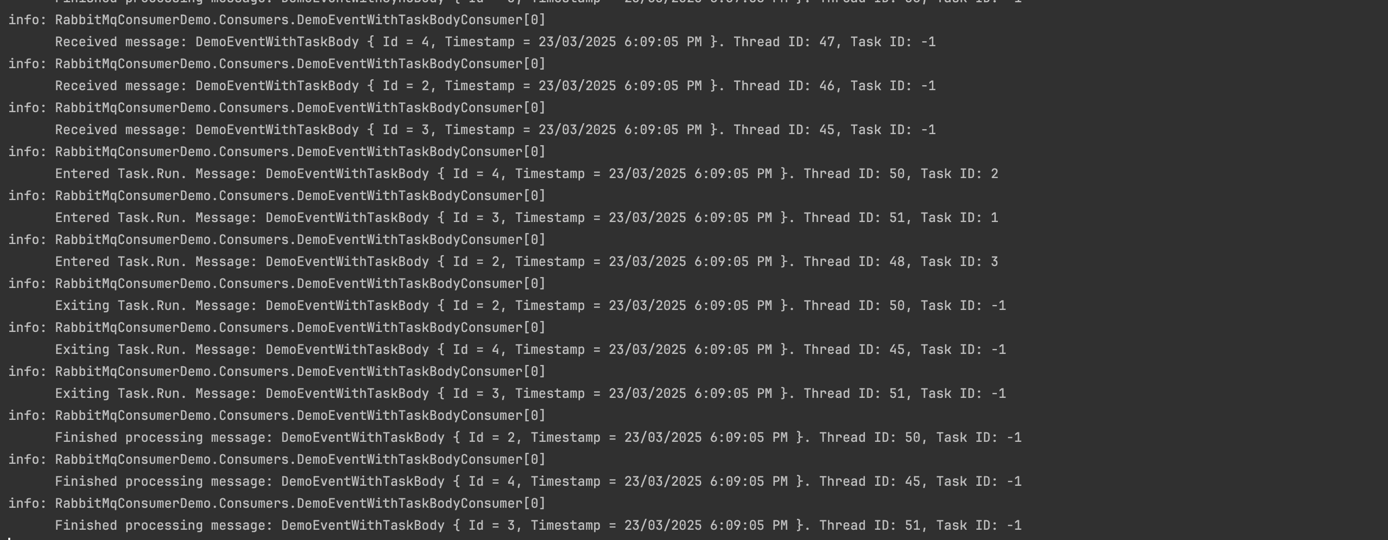 info: RabbitMqConsumerDemo.Consumers.DemoEventWithTaskBodyConsumer[0]
Received message: DemoEventWithTaskBody { Id = 4, Timestamp = 23/03/2025 6:09:05 PM }. Thread ID: 47, Task ID: -1
info: RabbitMqConsumerDemo.Consumers.DemoEventWithTaskBodyConsumer[0]
Received message: DemoEventWithTaskBody { Id = 2, Timestamp = 23/03/2025 6:09:05 PM }. Thread ID: 46, Task ID: -1
info: RabbitMqConsumerDemo.Consumers.DemoEventWithTaskBodyConsumer[0]
Received message: DemoEventWithTaskBody { Id = 3, Timestamp = 23/03/2025 6:09:05 PM }. Thread ID: 45, Task ID: -1
info: RabbitMqConsumerDemo.Consumers.DemoEventWithTaskBodyConsumer[0]
Entered Task.Run. Message: DemoEventWithTaskBody { Id = 4, Timestamp = 23/03/2025 6:09:05 PM }. Thread ID: 50, Task ID: 2
info: RabbitMqConsumerDemo.Consumers.DemoEventWithTaskBodyConsumer[0]
Entered Task.Run. Message: DemoEventWithTaskBody { Id = 3, Timestamp = 23/03/2025 6:09:05 PM }. Thread ID: 51, Task ID: 1
info: RabbitMqConsumerDemo.Consumers.DemoEventWithTaskBodyConsumer[0]
Entered Task.Run. Message: DemoEventWithTaskBody { Id = 2, Timestamp = 23/03/2025 6:09:05 PM }. Thread ID: 48, Task ID: 3
info: RabbitMqConsumerDemo.Consumers.DemoEventWithTaskBodyConsumer[0]
Exiting Task.Run. Message: DemoEventWithTaskBody { Id = 2, Timestamp = 23/03/2025 6:09:05 PM }. Thread ID: 50, Task ID: -1
info: RabbitMqConsumerDemo.Consumers.DemoEventWithTaskBodyConsumer[0]
Exiting Task.Run. Message: DemoEventWithTaskBody { Id = 4, Timestamp = 23/03/2025 6:09:05 PM }. Thread ID: 45, Task ID: -1
info: RabbitMqConsumerDemo.Consumers.DemoEventWithTaskBodyConsumer[0]
Exiting Task.Run. Message: DemoEventWithTaskBody { Id = 3, Timestamp = 23/03/2025 6:09:05 PM }. Thread ID: 51, Task ID: -1
info: RabbitMqConsumerDemo.Consumers.DemoEventWithTaskBodyConsumer[0]
Finished processing message: DemoEventWithTaskBody { Id = 2, Timestamp = 23/03/2025 6:09:05 PM }. Thread ID: 50, Task ID: -1
info: RabbitMqConsumerDemo.Consumers.DemoEventWithTaskBodyConsumer[0]
Finished processing message: DemoEventWithTaskBody { Id = 4, Timestamp = 23/03/2025 6:09:05 PM }. Thread ID: 45, Task ID: -1
info: RabbitMqConsumerDemo.Consumers.DemoEventWithTaskBodyConsumer[0]
Finished processing message: DemoEventWithTaskBody { Id = 3, Timestamp = 23/03/2025 6:09:05 PM }. Thread ID: 51, Task ID: -1